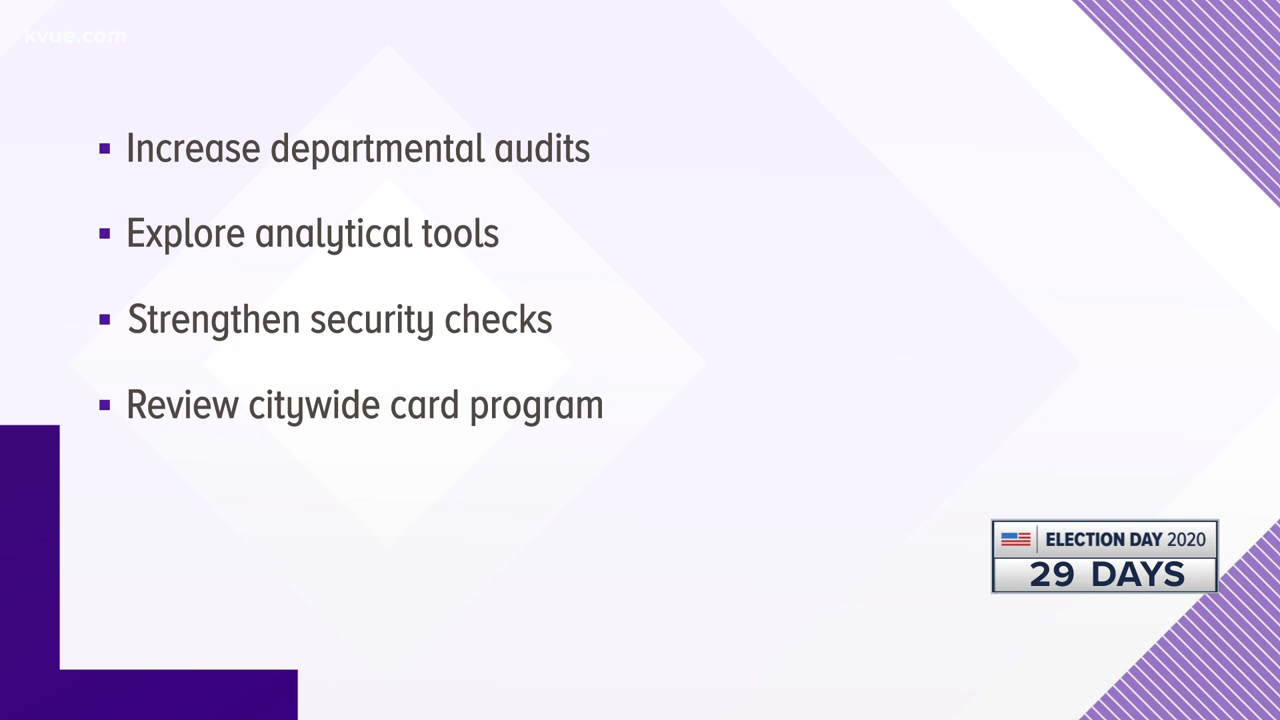 kvue.com
Increase departmental audits
Explore analytical tools
Strengthen security checks
Review citywide card program
ELECTION DAY 2020
29 DAYS